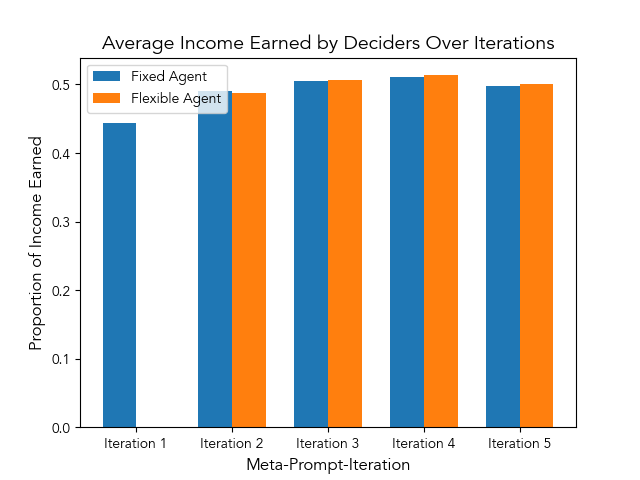 Average Income Earned by Deciders Over Iterations
Fixed Agent
Flexible Agent
Proportion of Income Earned
0.5
0.4
0.3
0.2
0.1
0.0
Iteration 1
Iteration 2
Iteration 3
Iteration 4
Iteration 5
Meta-Prompt-Iteration